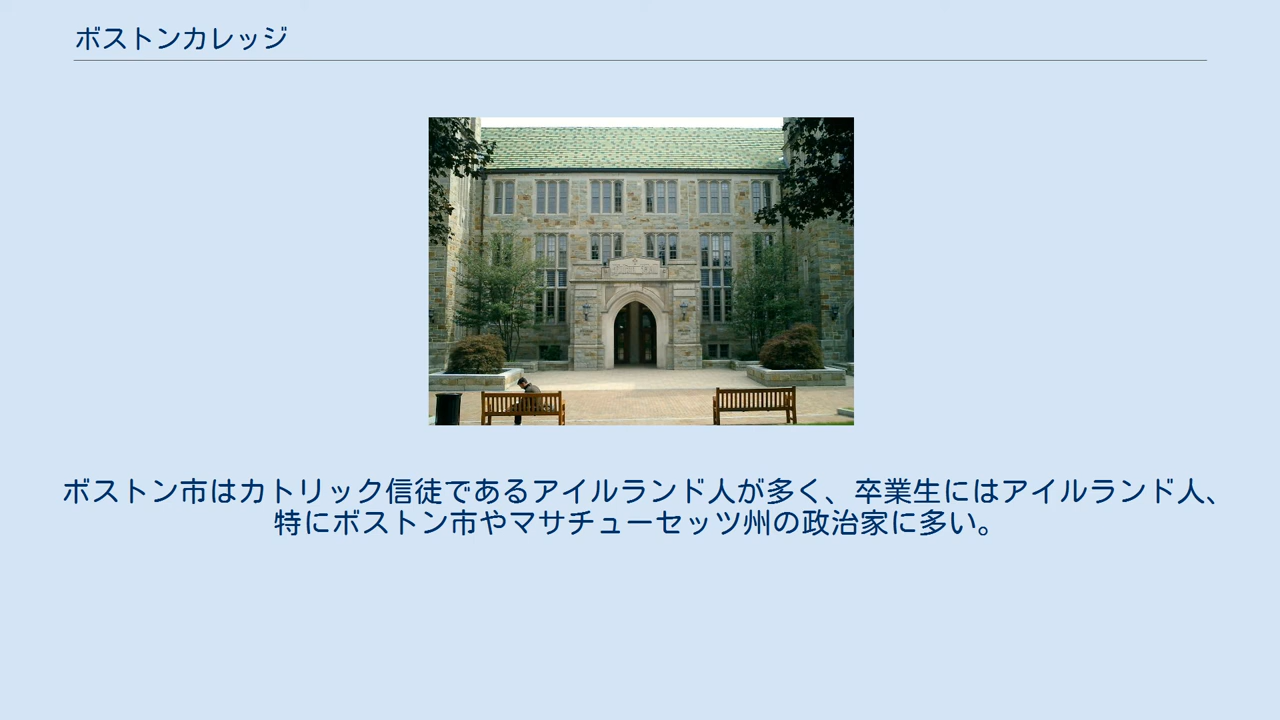 ボストンカレッジ
ボストン市はカトリック信徒であるアイルランド人が多く、卒業生にはアイルランド人、
特にボストン市やマサチューセッツ州の政治家に多い。